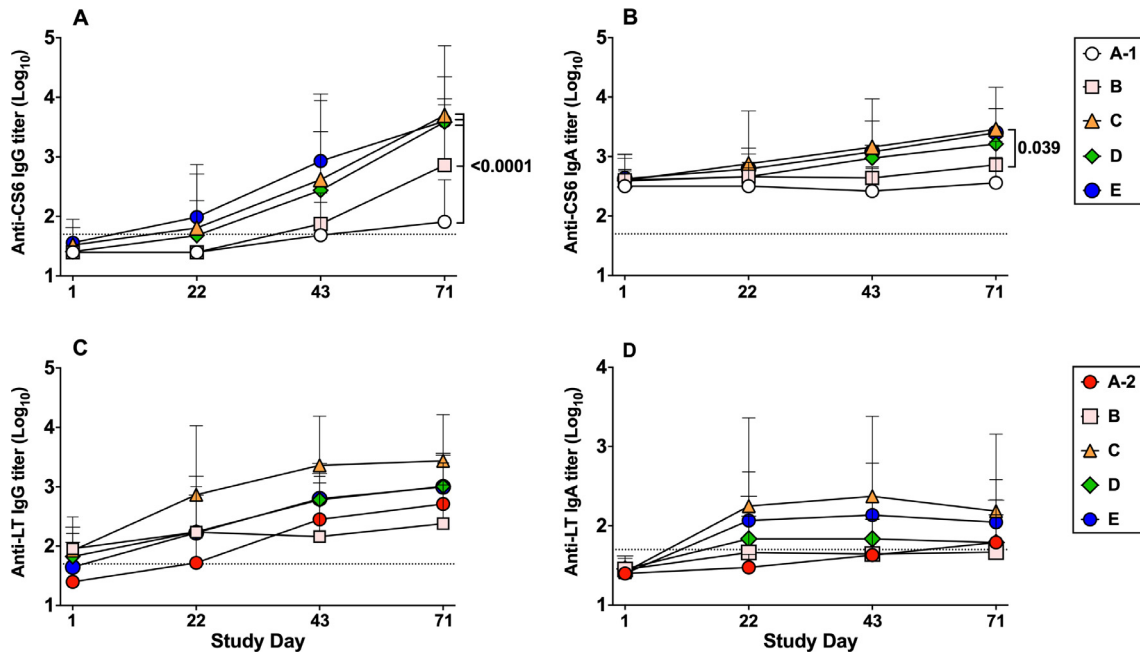 A
Anti-CS6 IgG titer (Log10)
5
4
3
2
1
1 22 43 71
<0.0001
B
Anti-CS6 IgA titer (Log10)
5
4
3
2
1
1 22 43 71
0.039
A-1
B
C
D
E
C
Anti-LT IgG titer (Log10)
5
4
3
2
1
1 22 43 71
Study Day
D
Anti-LT IgA titer (Log10)
4
3
2
1
1 22 43 71
Study Day
A-2
B
C
D
E